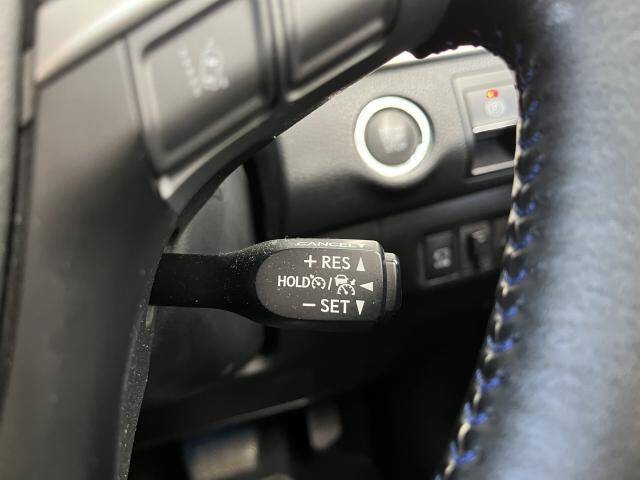 CANCEL
+ RES ▲
HOLD / ◀
− SET ▼